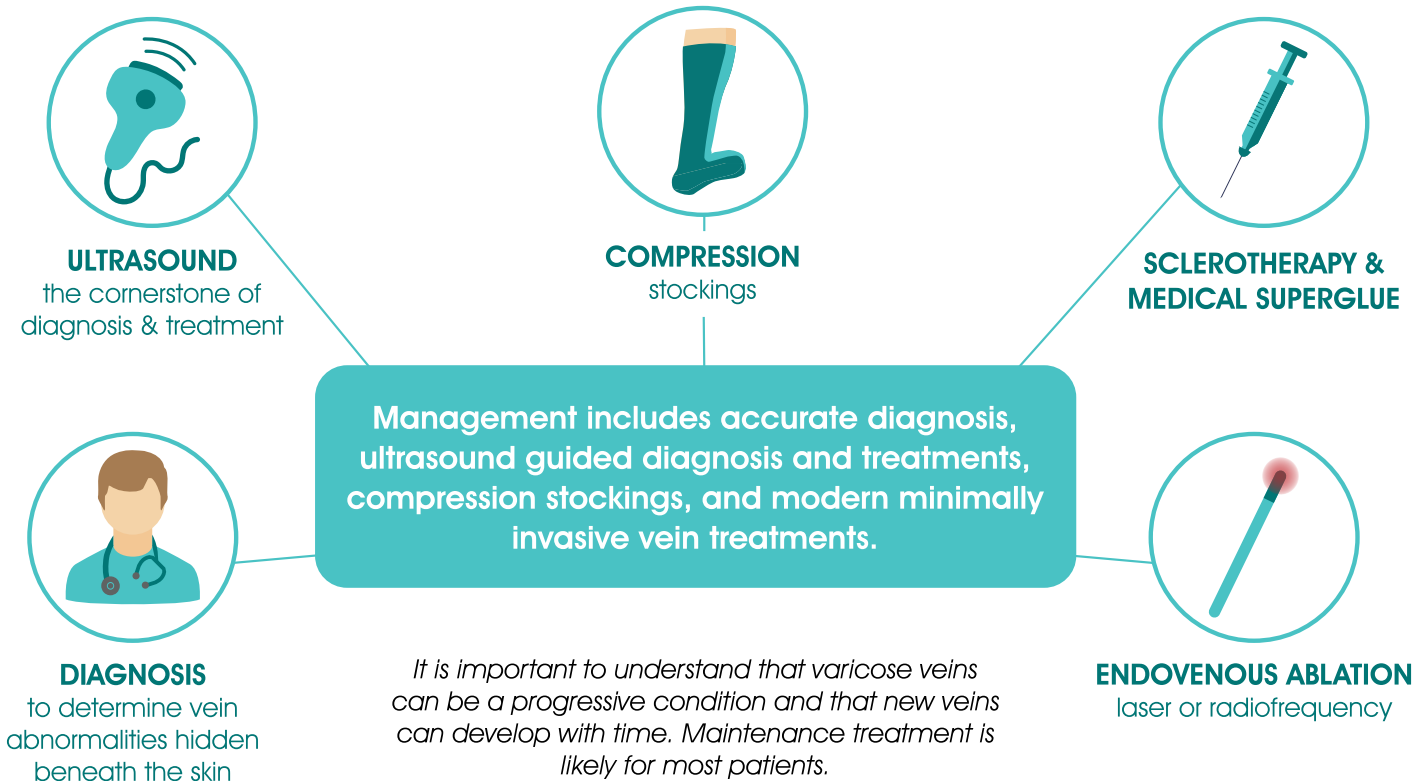 ULTRASOUND
the cornerstone of
diagnosis & treatment
COMPRESSION
stockings
SCLEROTHERAPY &
MEDICAL SUPERGLUE
Management includes accurate diagnosis,
ultrasound guided diagnosis and treatments,
compression stockings, and modern minimally
invasive vein treatments.
DIAGNOSIS
to determine vein
abnormalities hidden
beneath the skin
It is important to understand that varicose veins
can be a progressive condition and that new veins
can develop with time. Maintenance treatment is
likely for most patients.
ENDOVENOUS ABLATION
laser or radiofrequency